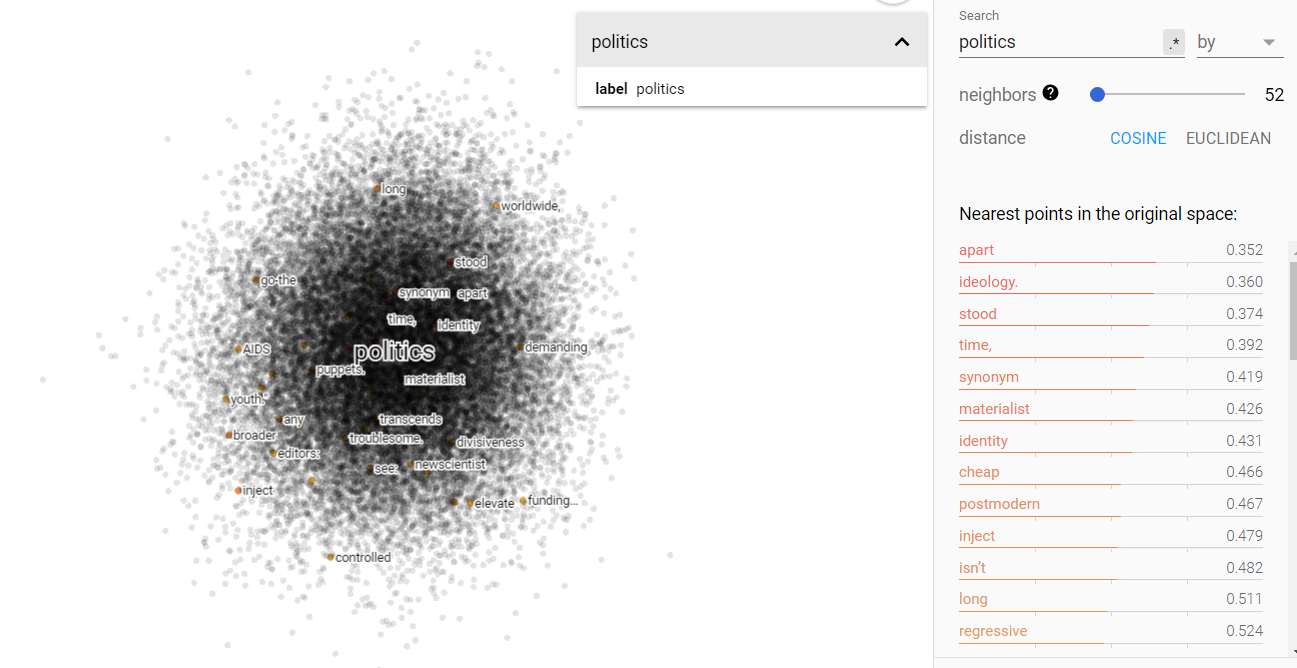 politics
label politics
long
worldwide,
stood
go-the
synonym apart
time,
identity
politics
AIDS
demanding
puppets.
materialist
youth."
any
transcends
broader
troublesome.
divisiveness
editors:
see:
newscientist
inject
elevate
funding...
controlled
Search
politics .* by
neighbors ? 52
distance COSINE EUCLIDEAN
Nearest points in the original space:
apart 0.352
ideology. 0.360
stood 0.374
time, 0.392
synonym 0.419
materialist 0.426
identity 0.431
cheap 0.466
postmodern 0.467
inject 0.479
isn't 0.482
long 0.511
regressive 0.524